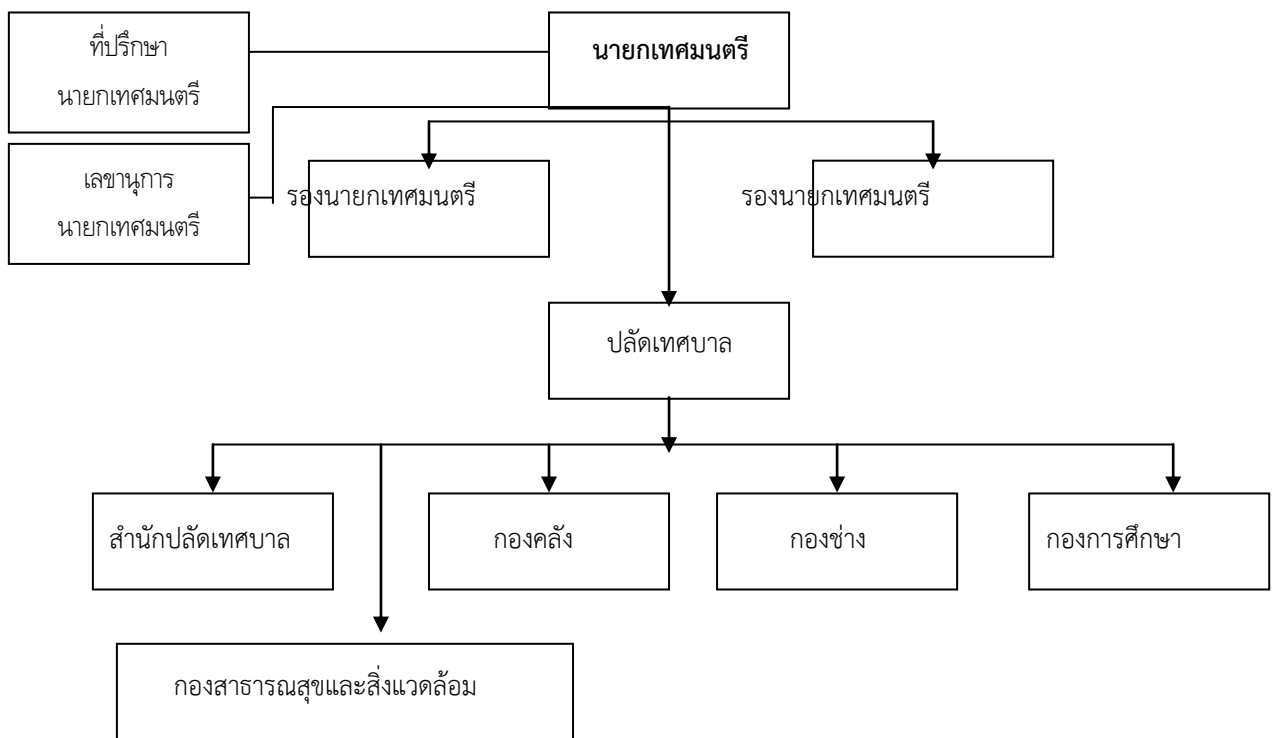 ที่ปรึกษา
นายกเทศมนตรี
นายกเทศมนตรี
เลขานุการ
นายกเทศมนตรี
รองนายกเทศมนตรี
รองนายกเทศมนตรี
ปลัดเทศบาล
สำนักปลัดเทศบาล
กองคลัง
กองช่าง
กองการศึกษา
กองสาธารณสุขและสิ่งแวดล้อม